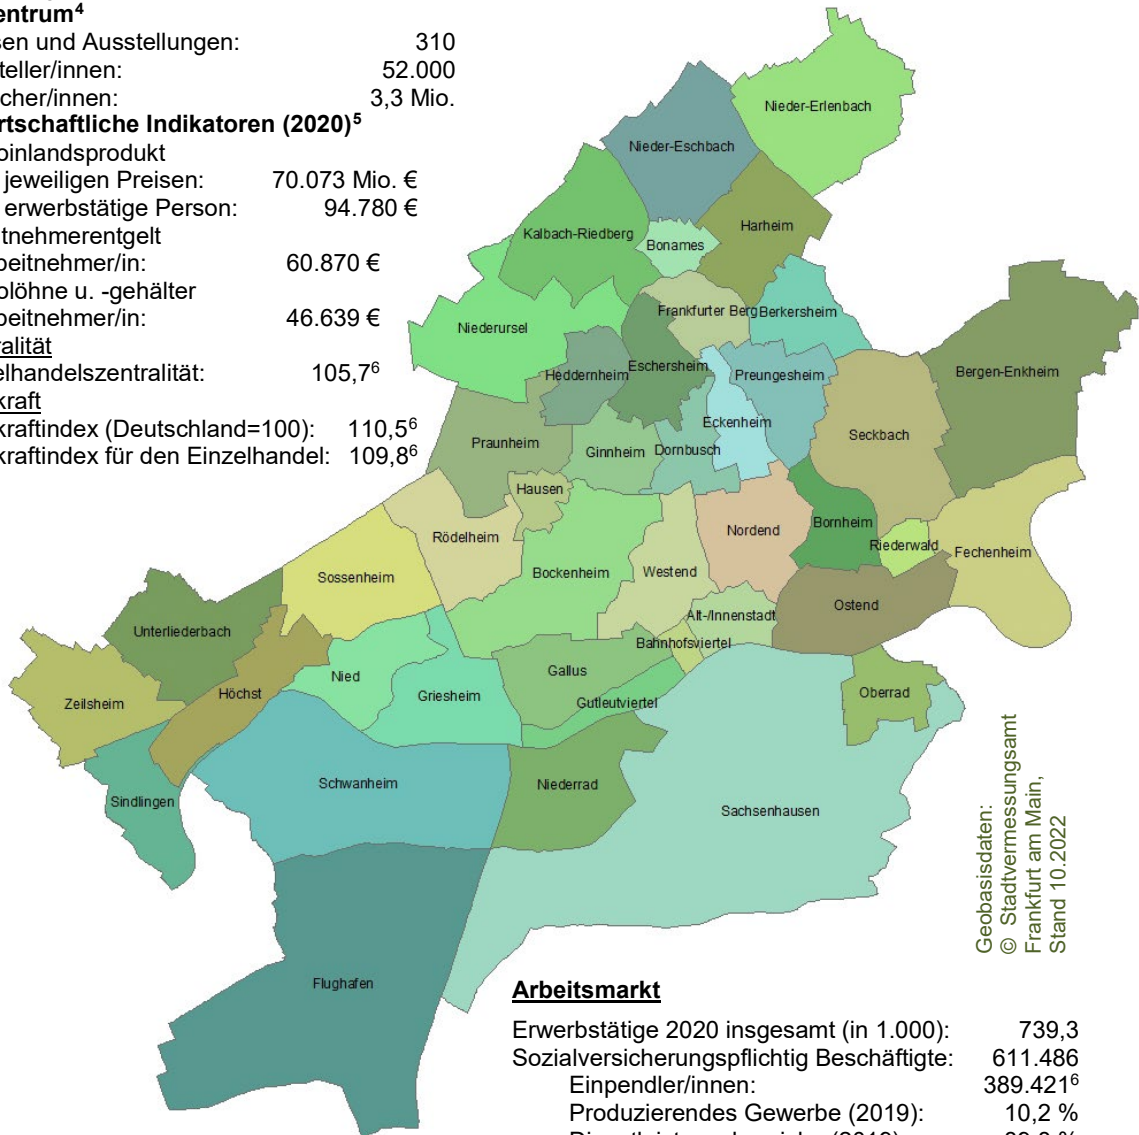 entrum⁴
sen und Ausstellungen: 310
teller/innen: 52.000
cher/innen: 3,3 Mio.
rtschaftliche Indikatoren (2020)⁵
oinlandsprodukt
jeweiligen Preisen: 70.073 Mio. €
erwerbstätige Person: 94.780 €
tnehmerentgelt
beitnehmer/in: 60.870 €
olöhne u. -gehälter
beitnehmer/in: 46.639 €
ralität
elhandelszentralität: 105,7⁶
kraft
kraftindex (Deutschland=100): 110,5⁶
kraftindex für den Einzelhandel: 109,8⁶
Nieder-Erlenbach
Nieder-Eschbach
Harheim
Kalbach-Riedberg
Bonames
Frankfurter Berg
Berkersheim
Niederursel
Heddernheim
Eschersheim
Preungesheim
Bergen-Enkheim
Eckenheim
Seckbach
Praunheim
Ginnheim
Dornbusch
Hausen
Rödelheim
Nordend
Bornheim
Riederwald
Fechenheim
Sossenheim
Bockenheim
Westend
Ostend
Alt-/Innenstadt
Unterliederbach
Bahnhofsviertel
Zeilsheim
Höchst
Nied
Griesheim
Gallus
Gutleutviertel
Oberrad
Schwanheim
Niederrad
Sindlingen
Sachsenhausen
Flughafen
Geobasisdaten:
© Stadtvermessungsamt
Frankfurt am Main,
Stand 10.2022
Arbeitsmarkt
Erwerbstätige 2020 insgesamt (in 1.000): 739,3
Sozialversicherungspflichtig Beschäftigte: 611.486
Einpendler/innen: 389.421⁶
Produzierendes Gewerbe (2019): 10,2 %